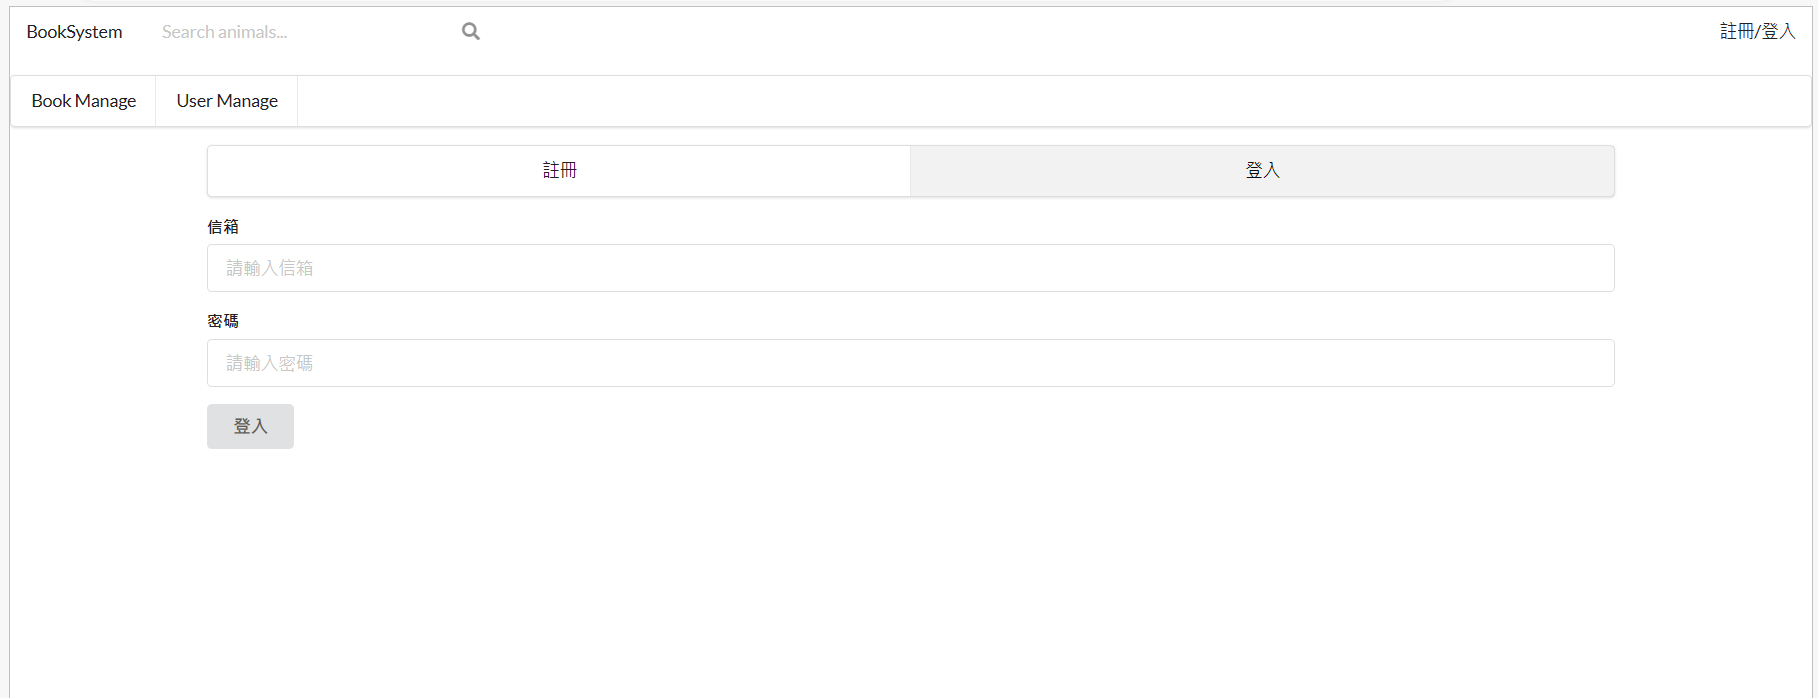 BookSystem Search animals... 註冊/登入
Book Manage User Manage
註冊 登入
信箱
請輸入信箱
密碼
請輸入密碼
登入